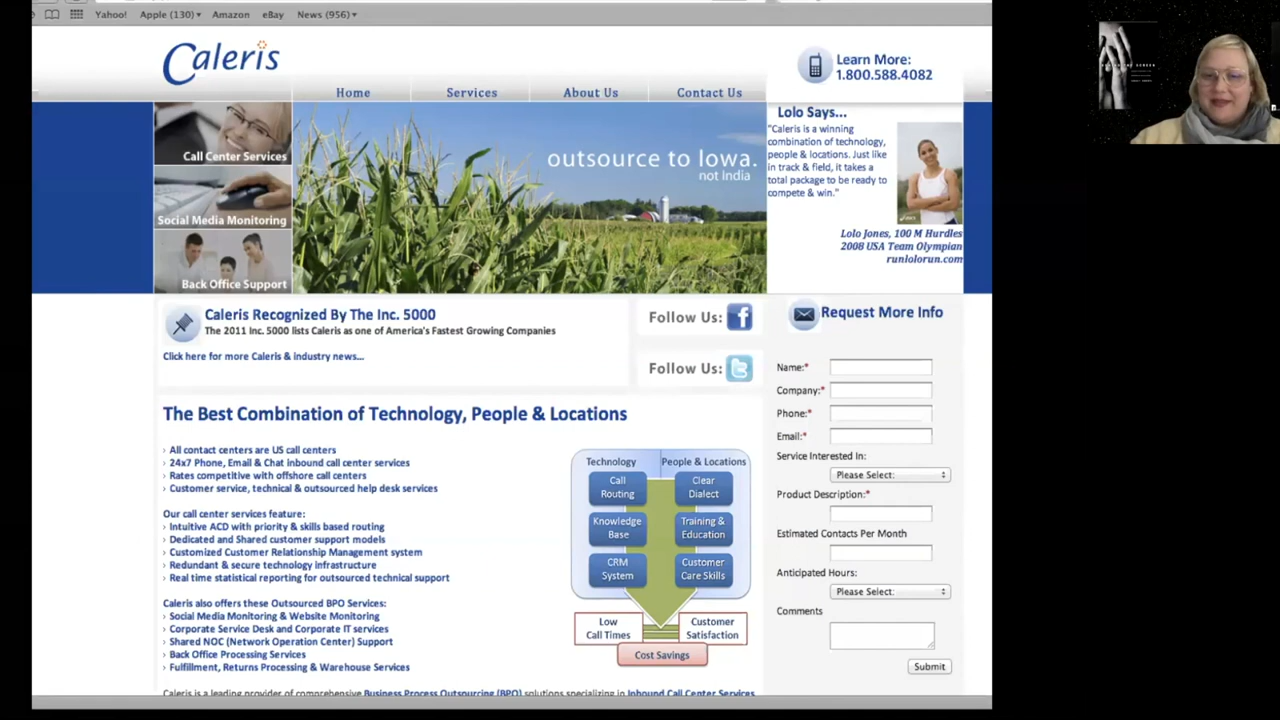 Yahoo! Apple (130)▾ Amazon eBay News (956)▾
Caleris
Learn More:
1.800.588.4082
Home Services About Us Contact Us
Call Center Services
Social Media Monitoring
Back Office Support
outsource to Iowa.
not India
Lolo Says...
"Caleris is a winning
combination of technology,
people & locations. Just like
in track & field, it takes a
total package to be ready to
compete & win."
Lolo Jones, 100 M Hurdles
2008 USA Team Olympian
runlolorun.com
Caleris Recognized By The Inc. 5000
The 2011 Inc. 5000 lists Caleris as one of America's Fastest Growing Companies
Click here for more Caleris & industry news...
Follow Us:
Follow Us:
The Best Combination of Technology, People & Locations
› All contact centers are US call centers
› 24x7 Phone, Email & Chat inbound call center services
› Rates competitive with offshore call centers
› Customer service, technical & outsourced help desk services
Our call center services feature:
› Intuitive ACD with priority & skills based routing
› Dedicated and Shared customer support models
› Customized Customer Relationship Management system
› Redundant & secure technology infrastructure
› Real time statistical reporting for outsourced technical support
Caleris also offers these Outsourced BPO Services:
› Social Media Monitoring & Website Monitoring
› Corporate Service Desk and Corporate IT services
› Shared NOC (Network Operation Center) Support
› Back Office Processing Services
› Fulfillment, Returns Processing & Warehouse Services
Caleris is a leading provider of comprehensive Business Process Outsourcing (BPO) solutions specializing in Inbound Call Center Services
Technology People & Locations
Call
Routing
Clear
Dialect
Knowledge
Base
Training &
Education
CRM
System
Customer
Care Skills
Low
Call Times
Customer
Satisfaction
Cost Savings
Request More Info
Name:*
Company:*
Phone:*
Email:*
Service Interested In:
Please Select:
Product Description:*
Estimated Contacts Per Month
Anticipated Hours:
Please Select:
Comments
Submit